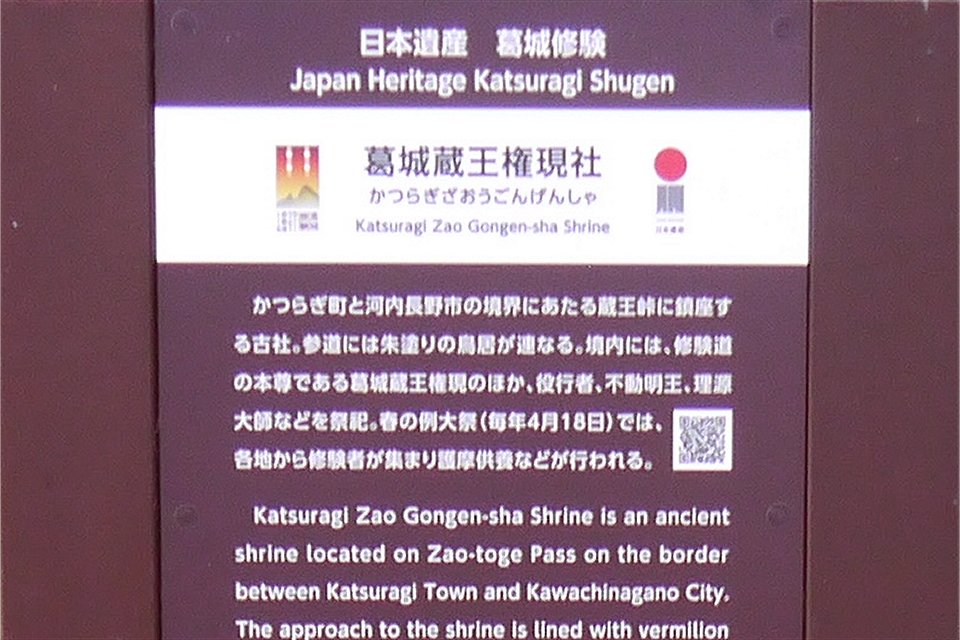 日本遺産　葛城修験
Japan Heritage Katsuragi Shugen
葛城蔵王権現社
かつらぎざおうごんげんしゃ
Katsuragi Zao Gongen-sha Shrine
日本遺産
かつらぎ町と河内長野市の境界にあたる蔵王峠に鎮座す
る古社。参道には朱塗りの鳥居が連なる。境内には、修験道
の本尊である葛城蔵王権現のほか、役行者、不動明王、理源
大師などを祭祀。春の例大祭（毎年4月18日）では、
各地から修験者が集まり護摩供養などが行われる。
Katsuragi Zao Gongen-sha Shrine is an ancient
shrine located on Zao-toge Pass on the border
between Katsuragi Town and Kawachinagano City.
The approach to the shrine is lined with vermilion